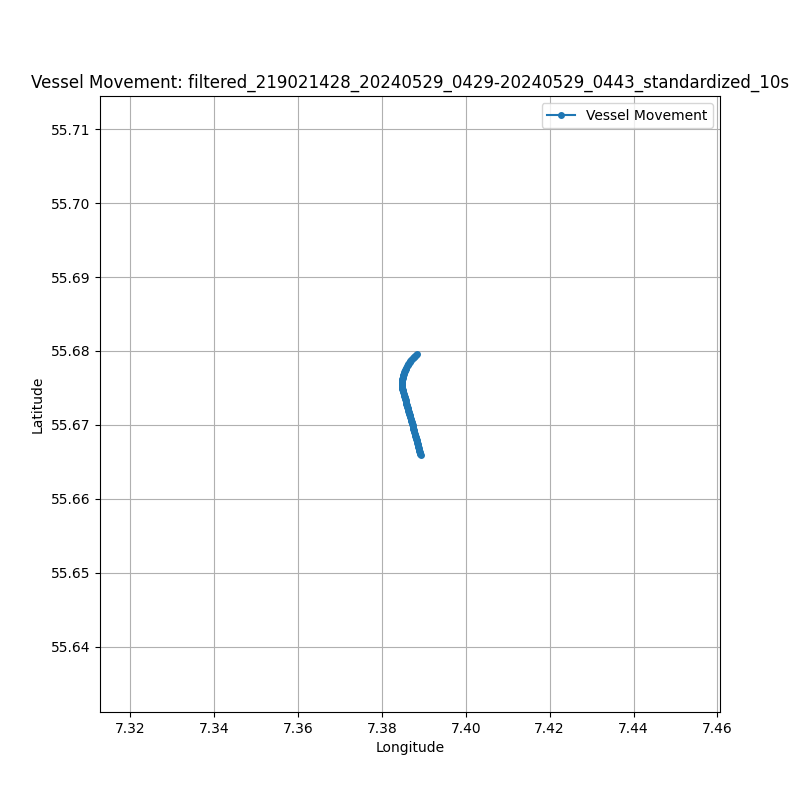 Vessel Movement: filtered_219021428_20240529_0429-20240529_0443_standardized_10s
Vessel Movement
55.71
55.70
55.69
55.68
55.67
55.66
55.65
55.64
Latitude
7.32 7.34 7.36 7.38 7.40 7.42 7.44 7.46
Longitude